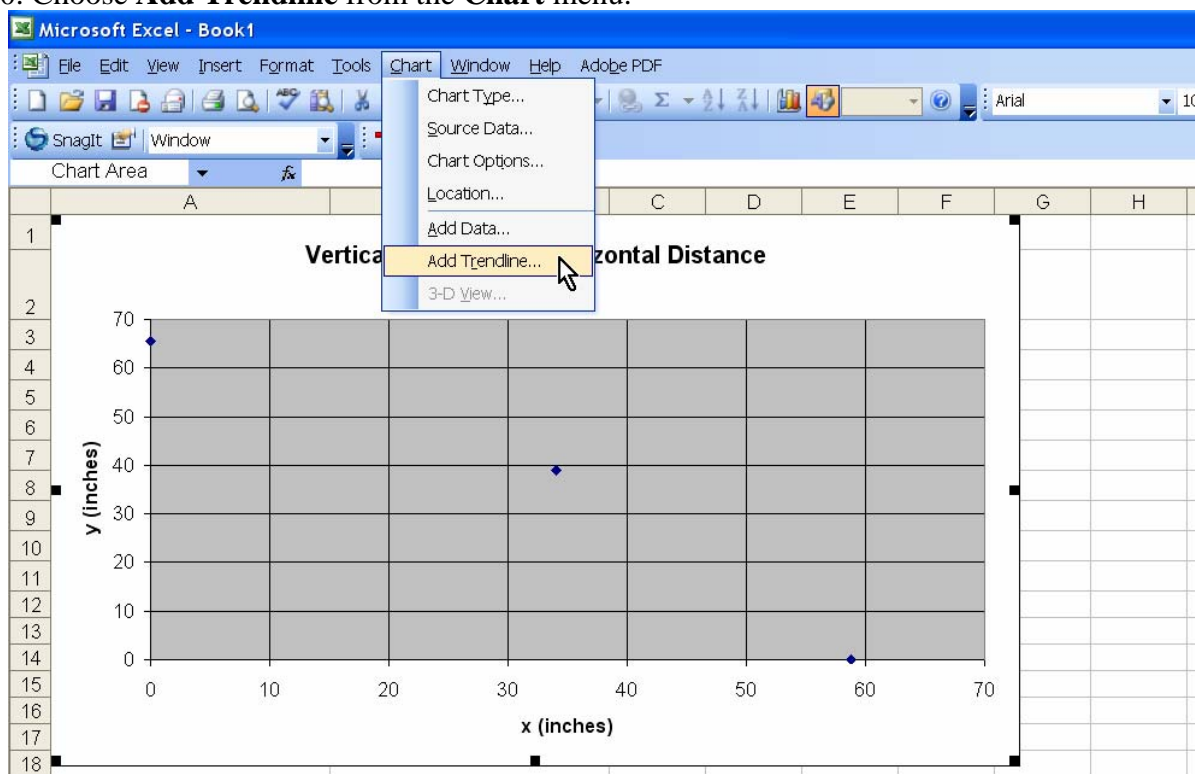 Choose Add Trendline from the Chart menu.
Microsoft Excel - Book1
File Edit View Insert Format Tools Chart Window Help Adobe PDF
Arial 10
SnagIt Window
Chart Area fx
Chart Type...
Source Data...
Chart Options...
Location...
Add Data...
Add Trendline...
3-D View...
A C D E F G H
1
2
3
4
5
6
7
8
9
10
11
12
13
14
15
16
17
18
Vertica zontal Distance
y (inches)
70
60
50
40
30
20
10
0
0 10 20 30 40 50 60 70
x (inches)